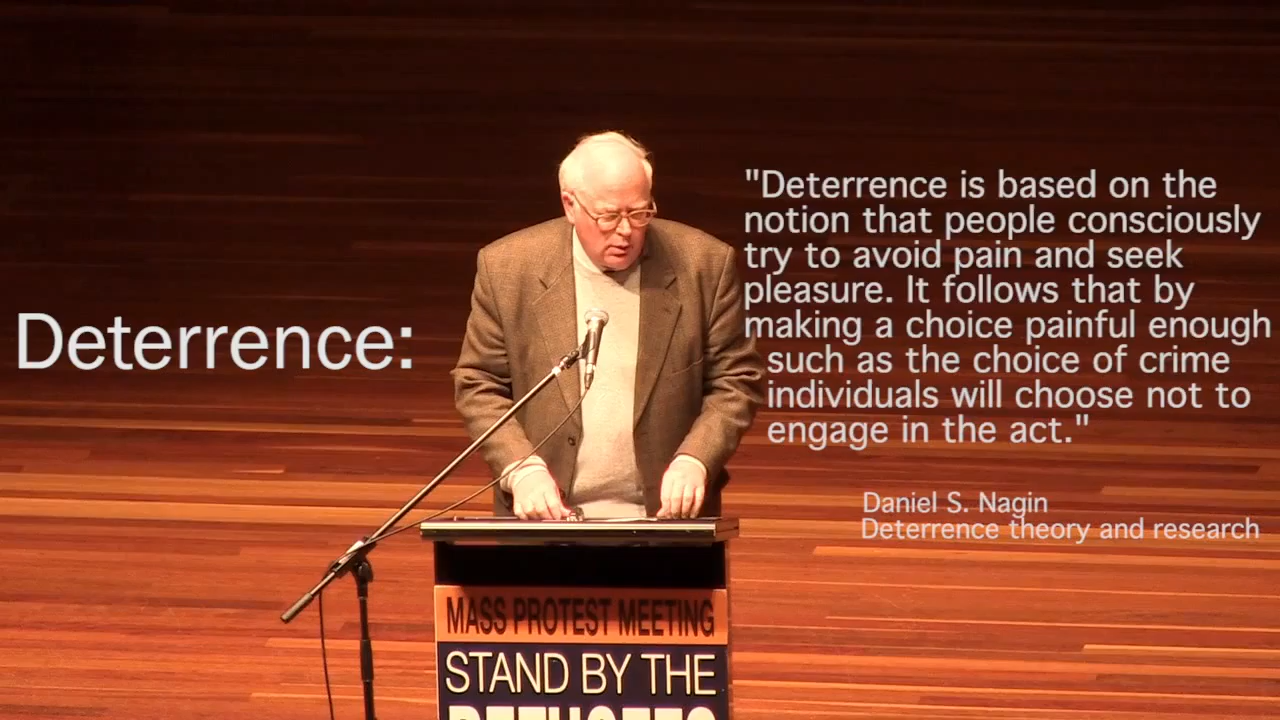 Deterrence:
"Deterrence is based on the
notion that people consciously
try to avoid pain and seek
pleasure. It follows that by
making a choice painful enough
such as the choice of crime
individuals will choose not to
engage in the act."
Daniel S. Nagin
Deterrence theory and research
MASS PROTEST MEETING
STAND BY THE
REFUGEES